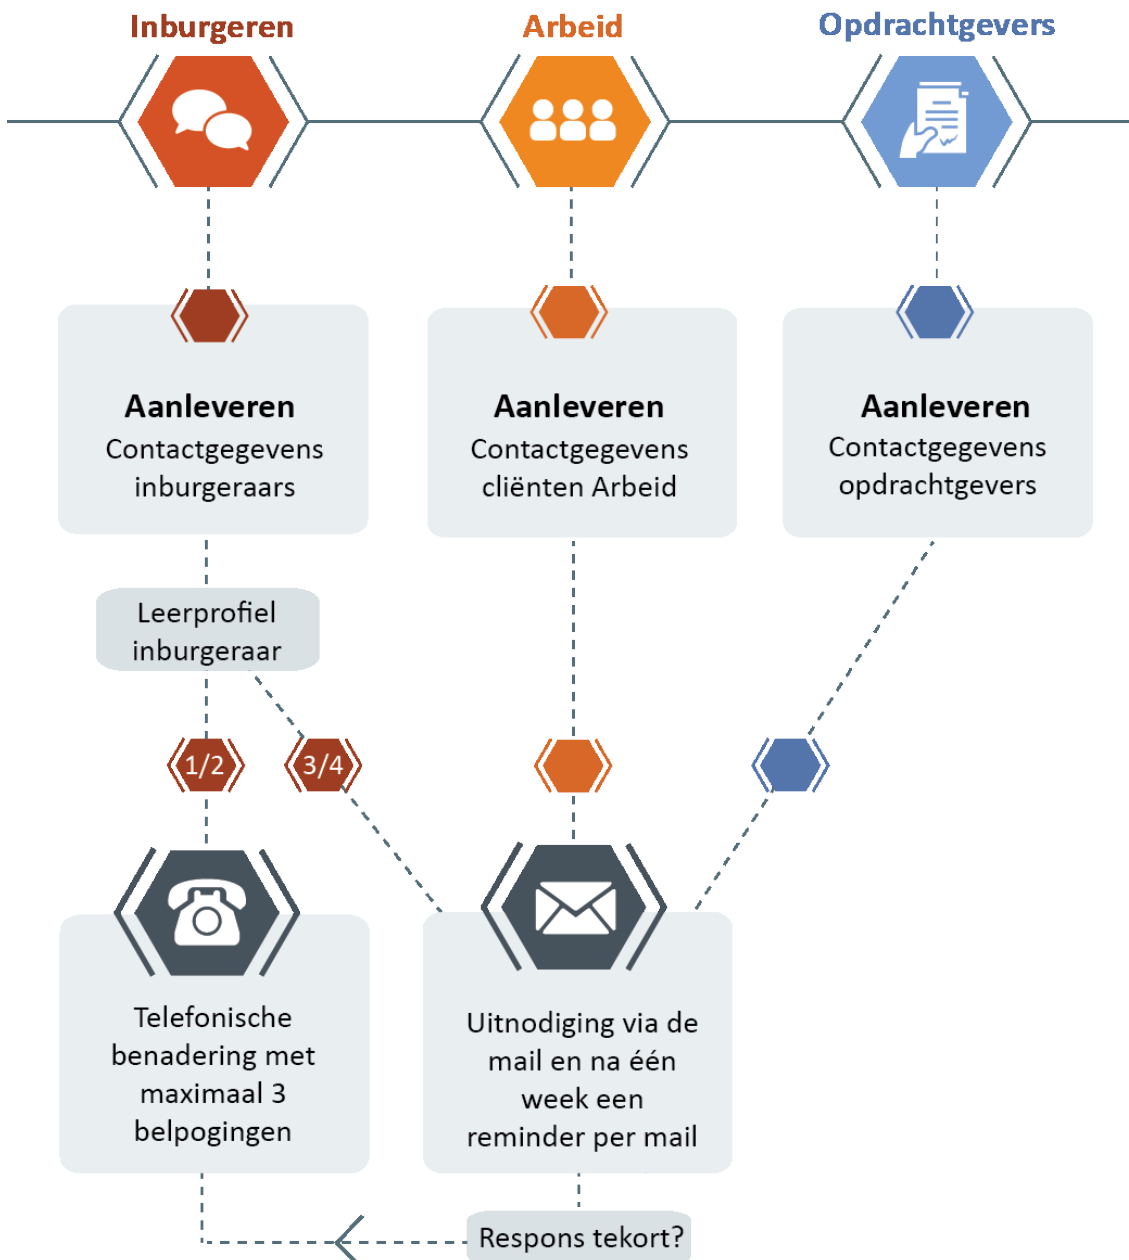 Inburgeren
Arbeid
Opdrachtgevers
Aanleveren
Contactgegevens
inburgeraars
Aanleveren
Contactgegevens
cliënten Arbeid
Aanleveren
Contactgegevens
opdrachtgevers
Leerprofiel
inburgeraar
1/2
3/4
Telefonische
benadering met
maximaal 3
belpogingen
Uitnodiging via de
mail en na één
week een
reminder per mail
Respons tekort?